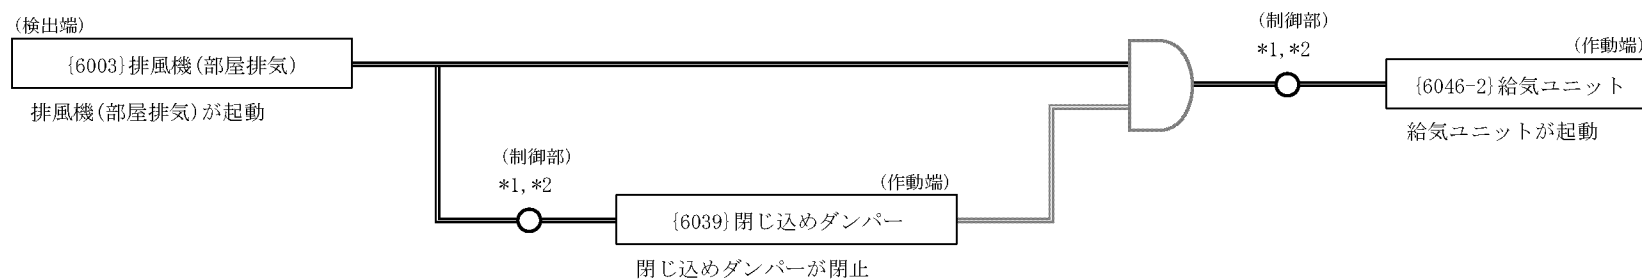 (検出端)
{6003}排風機(部屋排気)
排風機(部屋排気)が起動
(制御部)
*1,*2
(作動端)
{6046-2}給気ユニット
給気ユニットが起動
(制御部)
*1,*2
(作動端)
{6039}閉じ込めダンパー
閉じ込めダンパーが閉止